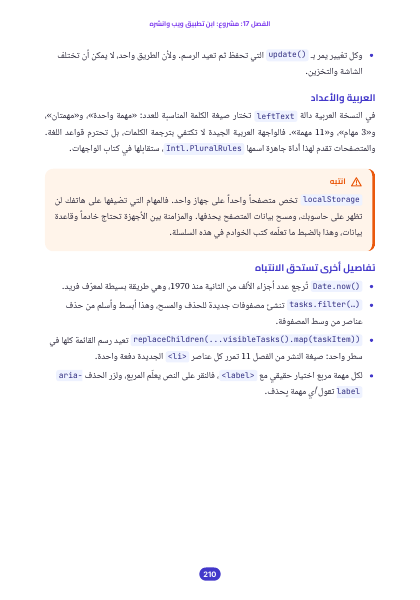 الفصل 17: مشروع: ابن تطبيق ويب وانشره
• وكل تغيير يمر بـ update() التي تحفظ ثم تعيد الرسم. ولأن الطريق واحد، لا يمكن أن تختلف
الشاشة والتخزين.
العربية والأعداد
في النسخة العربية دالة leftText تختار صيغة الكلمة المناسبة للعدد: «مهمة واحدة»، و«مهمتان»،
و«3 مهام»، و«11 مهمة». فالواجهة العربية الجيدة لا تكتفي بترجمة الكلمات، بل تحترم قواعد اللغة.
والمتصفحات تقدم لهذا أداة جاهزة اسمها Intl.PluralRules، ستقابلها في كتاب الواجهات.
انتبه
localStorage تخص متصفحاً واحداً على جهاز واحد. فالمهام التي تضيفها على هاتفك لن
تظهر على حاسوبك، ومسح بيانات المتصفح يحذفها. والمزامنة بين الأجهزة تحتاج خادماً وقاعدة
بيانات، وهذا بالضبط ما تعلّمه كتب الخوادم في هذه السلسلة.
تفاصيل أخرى تستحق الانتباه
• Date.now() تُرجع عدد أجزاء الألف من الثانية منذ 1970، وهي طريقة بسيطة لمعرّف فريد.
• tasks.filter(…) تنشئ مصفوفات جديدة للحذف والمسح، وهذا أبسط وأسلم من حذف
عناصر من وسط المصفوفة.
• replaceChildren(...visibleTasks().map(taskItem)) تعيد رسم القائمة كلها في
سطر واحد: صيغة النشر من الفصل 11 تمرر كل عناصر <li> الجديدة دفعة واحدة.
• لكل مهمة مربع اختيار حقيقي مع <label>، فالنقر على النص يعلّم المربع، وتزر الحذف aria-
label تقول أي مهمة يحذف.
210